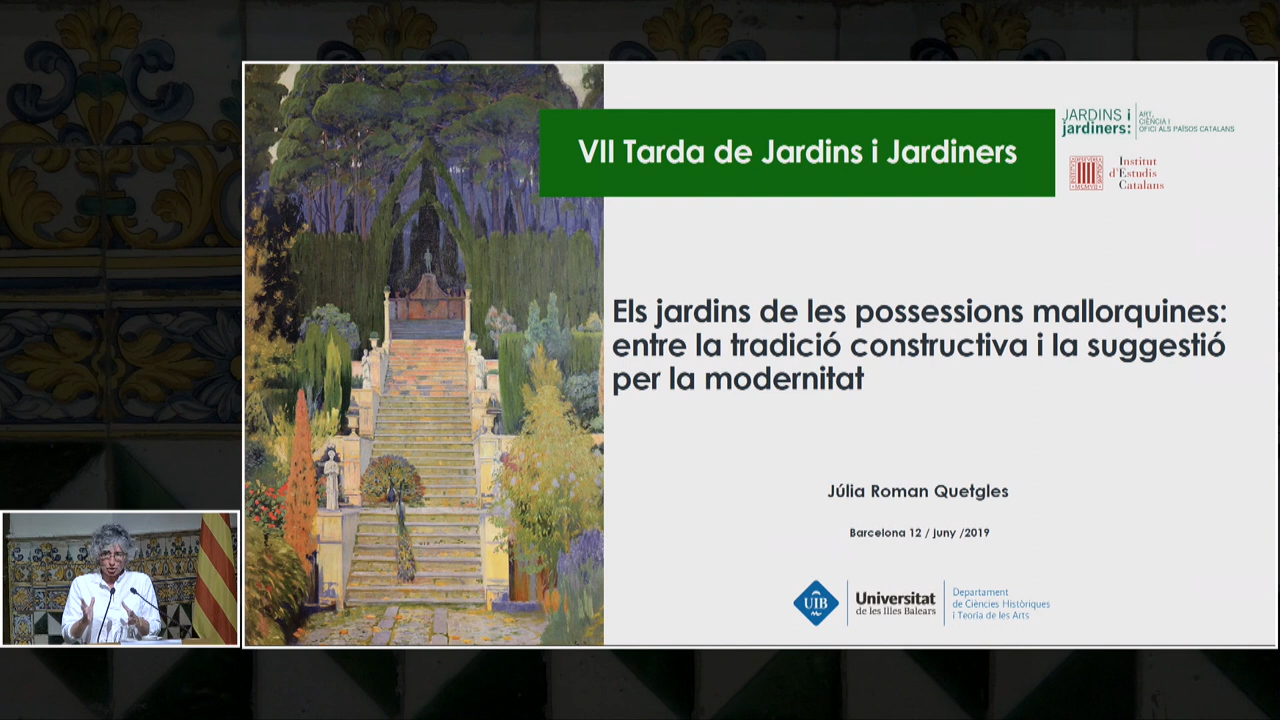 VII Tarda de Jardins i Jardiners
JARDINS i
jardiners:
ART,
CIÈNCIA I
OFICI ALS PAÏSOS CATALANS
Institut
d'Estudis
Catalans
Els jardins de les possessions mallorquines:
entre la tradició constructiva i la suggestió
per la modernitat
Júlia Roman Quetgles
Barcelona 12 / juny /2019
UIB
Universitat
de les Illes Balears
Departament
de Ciències Històriques
i Teoria de les Arts